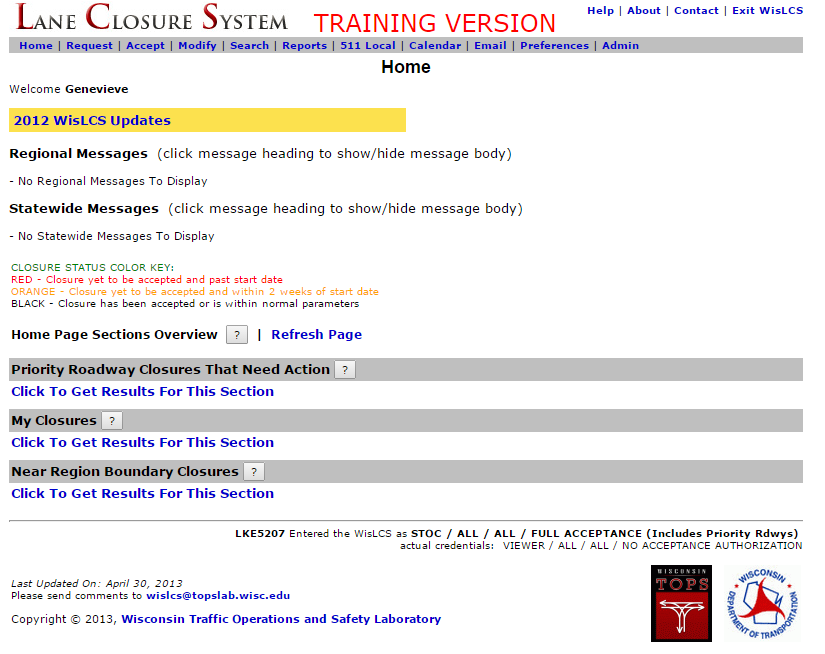 LANE CLOSURE SYSTEM TRAINING VERSION
Help | About | Contact | Exit WisLCS
Home | Request | Accept | Modify | Search | Reports | 511 Local | Calendar | Email | Preferences | Admin
Home
Welcome Genevieve
2012 WisLCS Updates
Regional Messages (click message heading to show/hide message body)
- No Regional Messages To Display
Statewide Messages (click message heading to show/hide message body)
- No Statewide Messages To Display
CLOSURE STATUS COLOR KEY:
RED - Closure yet to be accepted and past start date
ORANGE - Closure yet to be accepted and within 2 weeks of start date
BLACK - Closure has been accepted or is within normal parameters
Home Page Sections Overview ? | Refresh Page
Priority Roadway Closures That Need Action ?
Click To Get Results For This Section
My Closures ?
Click To Get Results For This Section
Near Region Boundary Closures ?
Click To Get Results For This Section
LKE5207 Entered the WisLCS as STOC / ALL / ALL / FULL ACCEPTANCE (Includes Priority Rdwys)
actual credentials: VIEWER / ALL / ALL / NO ACCEPTANCE AUTHORIZATION
Last Updated On: April 30, 2013
Please send comments to wislcs@topslab.wisc.edu
Copyright © 2013, Wisconsin Traffic Operations and Safety Laboratory
WISCONSIN
TOPS
WISCONSIN
DEPARTMENT OF TRANSPORTATION